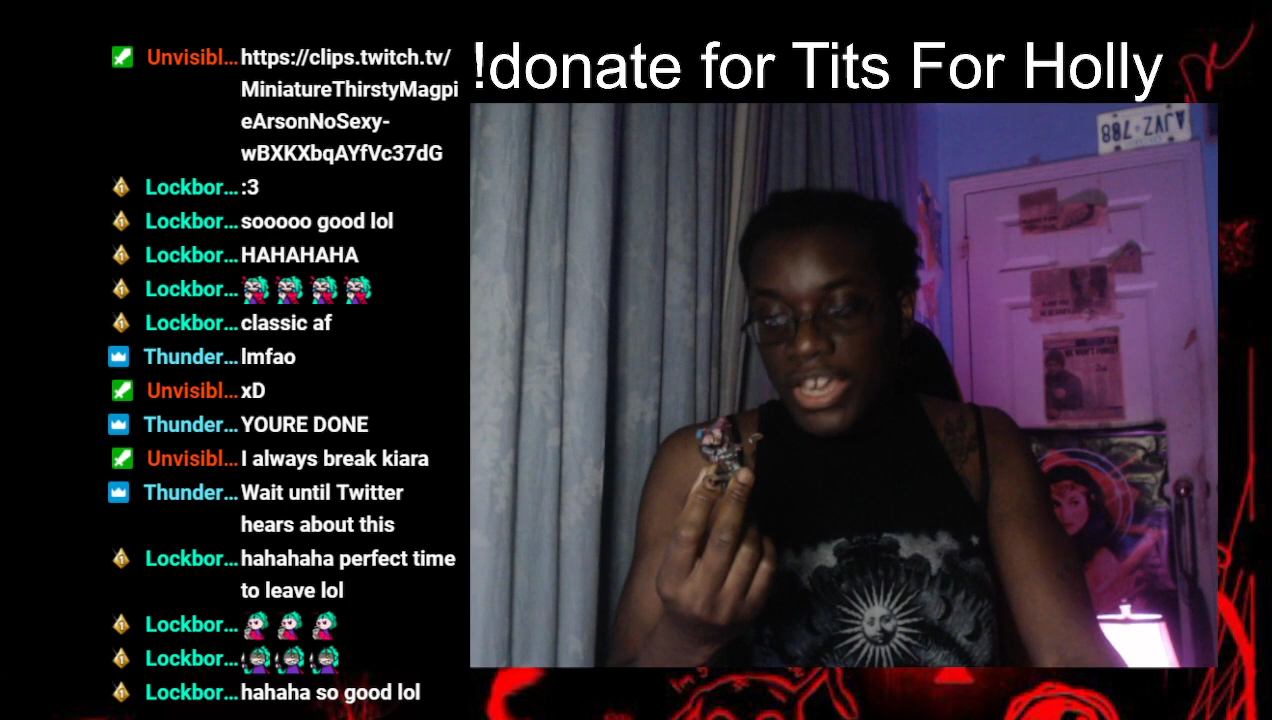 !donate for Tits For Holly
Unvisibl... https://clips.twitch.tv/
MiniatureThirstyMagpi
eArsonNoSexy-
wBXKXbqAYfVc37dG
Lockbor... :3
Lockbor... sooooo good lol
Lockbor... HAHAHAHA
Lockbor...
Lockbor... classic af
Thunder... lmfao
Unvisibl... xD
Thunder... YOURE DONE
Unvisibl... I always break kiara
Thunder... Wait until Twitter
hears about this
Lockbor... hahahaha perfect time
to leave lol
Lockbor...
Lockbor...
Lockbor... hahaha so good lol
AJVZ 788